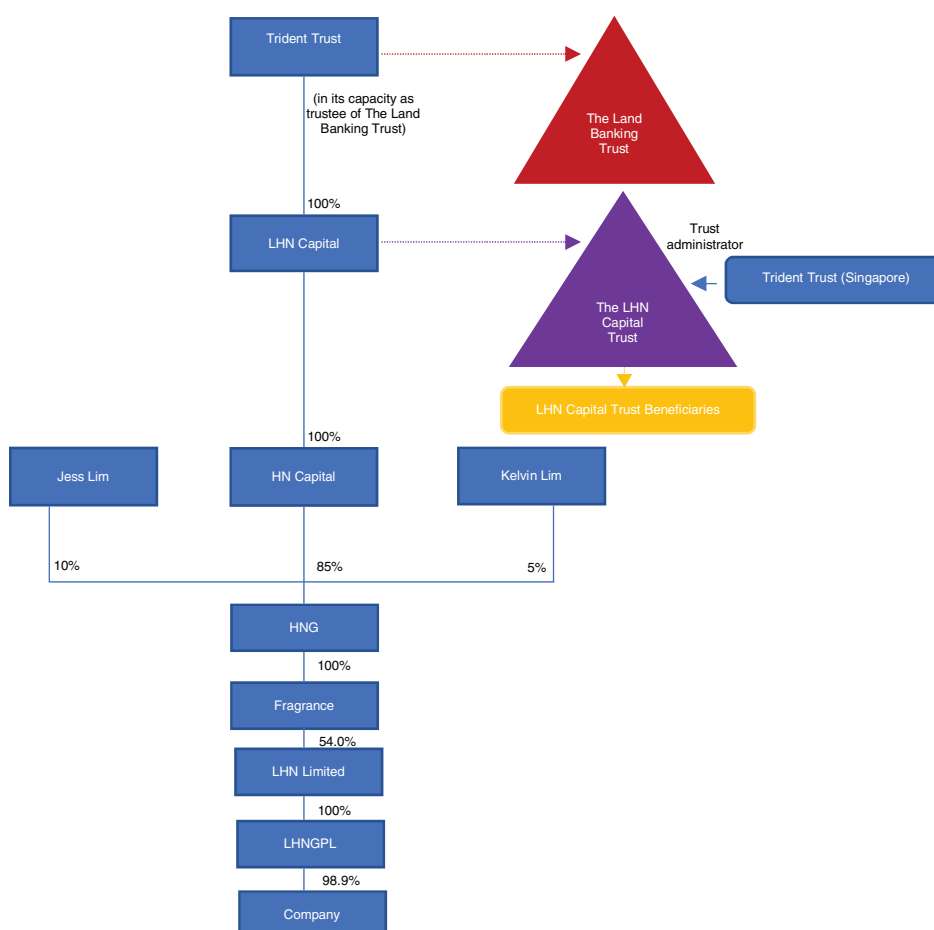 Trident Trust
(in its capacity as
trustee of The Land
Banking Trust)
The Land
Banking
Trust
100%
LHN Capital
Trust
administrator
Trident Trust (Singapore)
The LHN
Capital
Trust
LHN Capital Trust Beneficiaries
100%
Jess Lim
HN Capital
Kelvin Lim
10%
85%
5%
HNG
100%
Fragrance
54.0%
LHN Limited
100%
LHNGPL
98.9%
Company